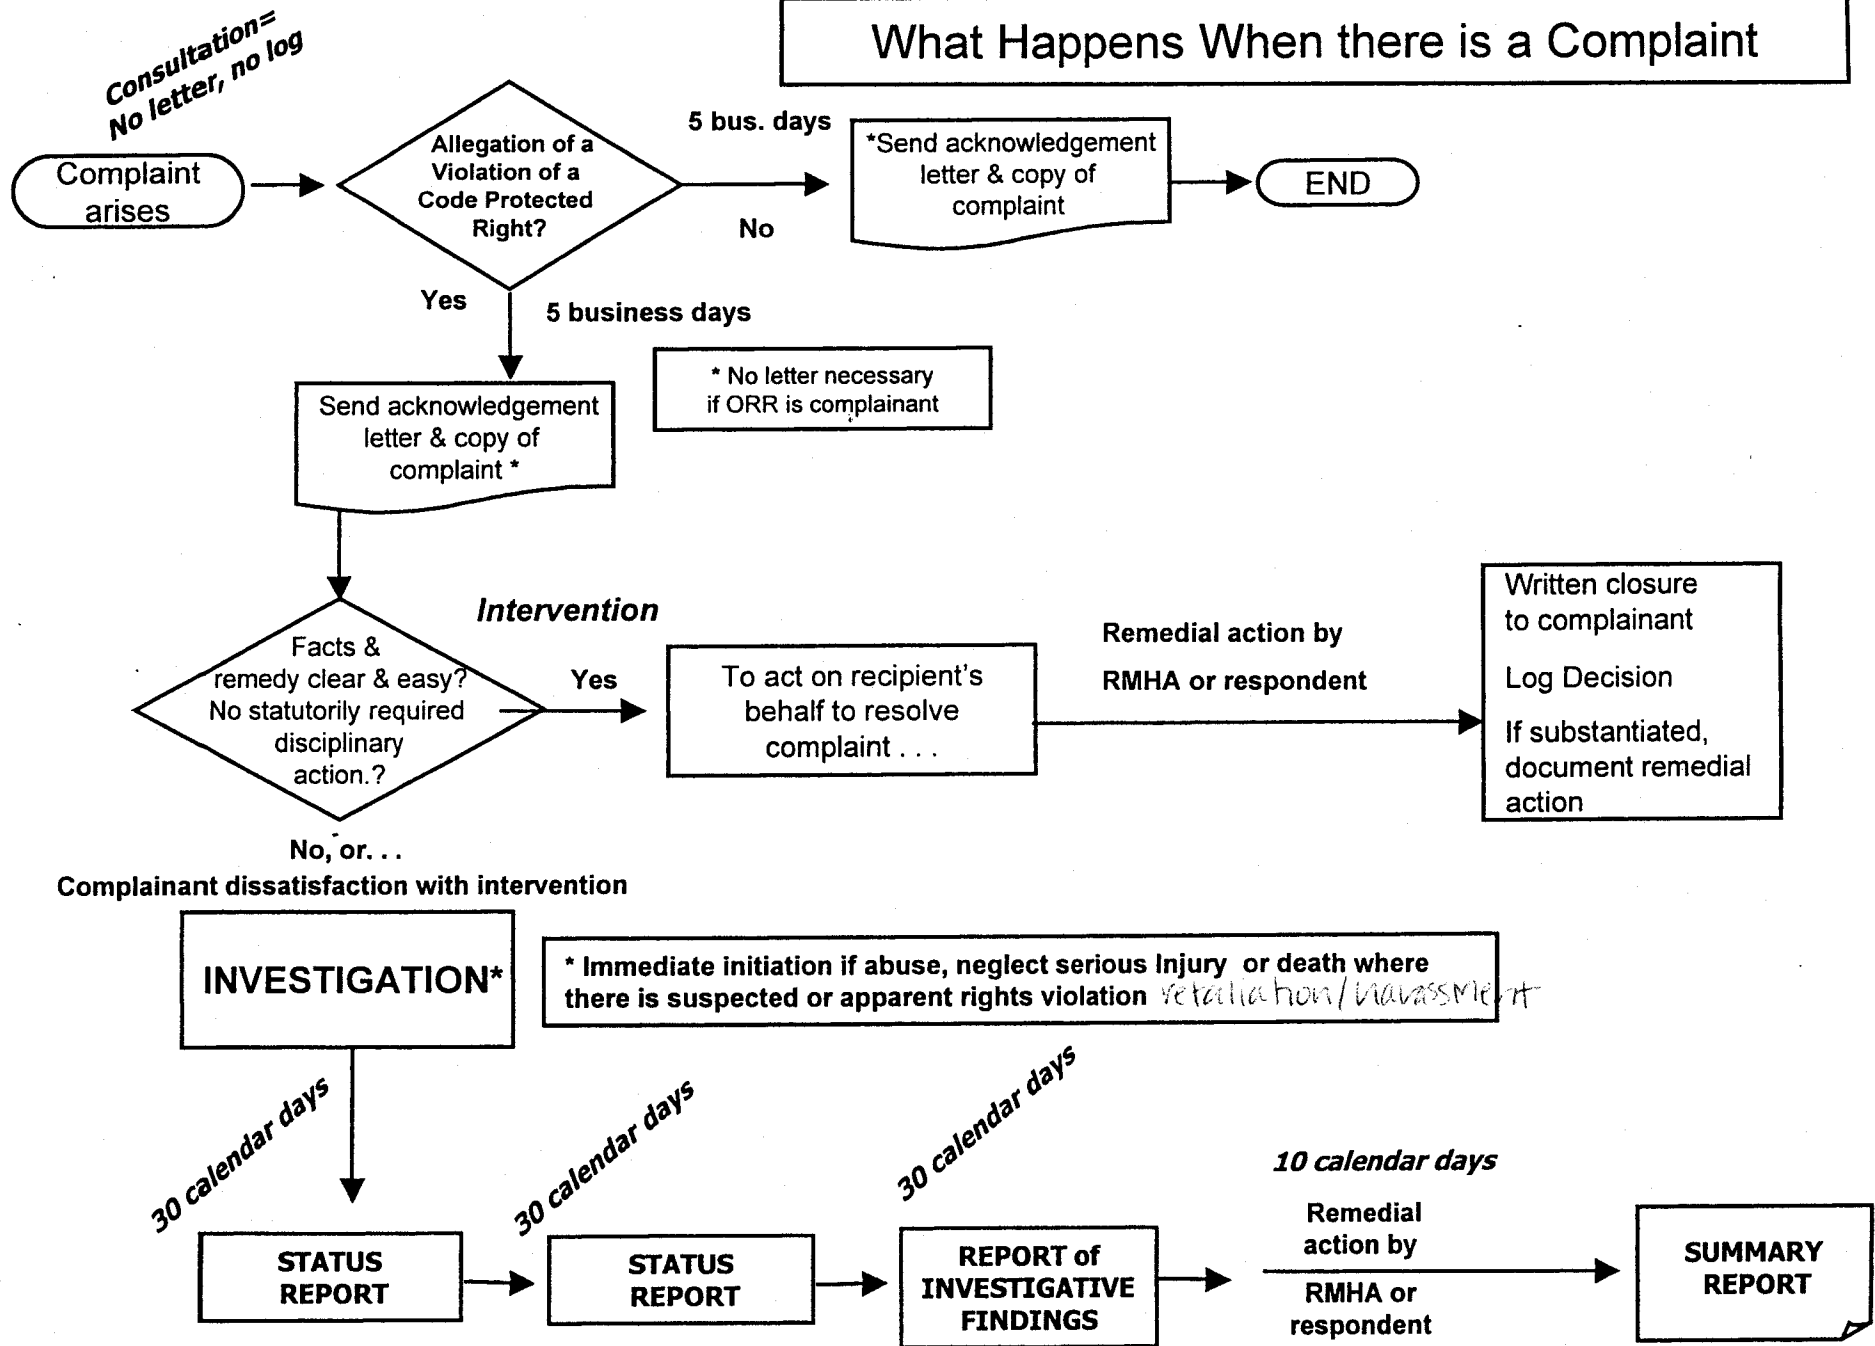 Consultation=
No letter, no log
What Happens When there is a Complaint
Complaint
arises
Allegation of a
Violation of a
Code Protected
Right?
5 bus. days
No
*Send acknowledgement
letter & copy of
complaint
END
Yes
5 business days
* No letter necessary
if ORR is complainant
Send acknowledgement
letter & copy of
complaint *
Facts &
remedy clear & easy?
No statutorily required
disciplinary
action.?
Intervention
Yes
To act on recipient's
behalf to resolve
complaint . . .
Remedial action by
RMHA or respondent
Written closure
to complainant
Log Decision
If substantiated,
document remedial
action
No, or. . .
Complainant dissatisfaction with intervention
INVESTIGATION*
* Immediate initiation if abuse, neglect serious Injury or death where
there is suspected or apparent rights violation retaliation/harassment
30 calendar days
30 calendar days
30 calendar days
10 calendar days
STATUS
REPORT
STATUS
REPORT
REPORT of
INVESTIGATIVE
FINDINGS
Remedial
action by
RMHA or
respondent
SUMMARY
REPORT